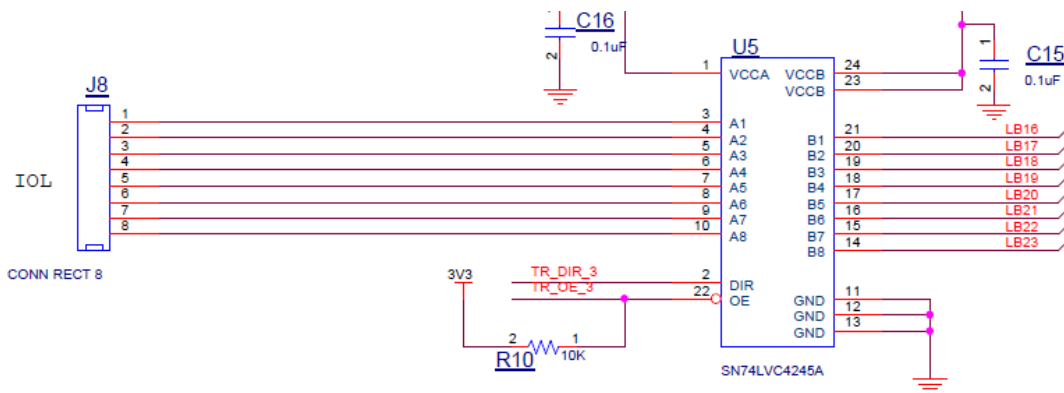 C16
0.1uF
2
U5
1
VCCA
VCCB
24
VCCB
23
1
C15
0.1uF
2
J8
1
2
3
4
5
6
7
8
IOL
CONN RECT 8
3
4
5
6
7
8
9
10
A1
A2
A3
A4
A5
A6
A7
A8
B1
B2
B3
B4
B5
B6
B7
B8
21
20
19
18
17
16
15
14
LB16
LB17
LB18
LB19
LB20
LB21
LB22
LB23
3V3
TR_DIR_3
2
DIR
TR_OE_3
22
OE
GND
11
GND
12
GND
13
2
1
R10
10K
SN74LVC4245A